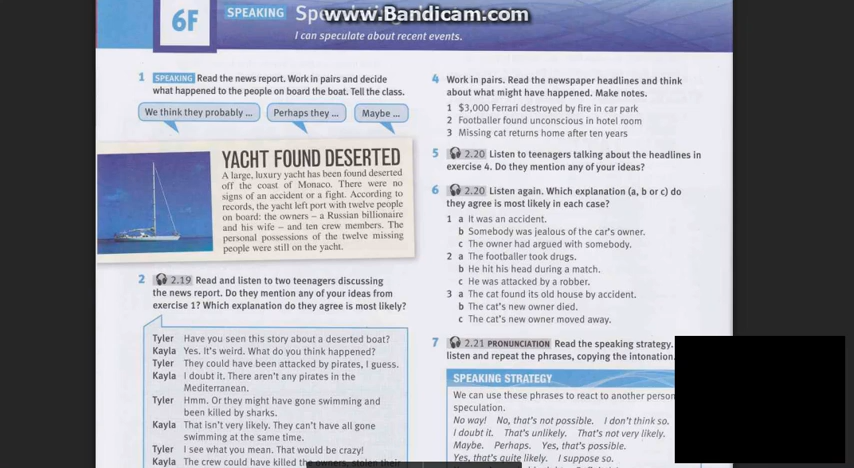 www.Bandicam.com
6F
SPEAKING
I can speculate about recent events.
1 SPEAKING Read the news report. Work in pairs and decide
what happened to the people on board the boat. Tell the class.
We think they probably ... Perhaps they ... Maybe ...
YACHT FOUND DESERTED
A large, luxury yacht has been found deserted
off the coast of Monaco. There were no
signs of an accident or a fight. According to
records, the yacht left port with twelve people
on board: the owners – a Russian billionaire
and his wife – and ten crew members. The
personal possessions of the twelve missing
people were still on the yacht.
2 2.19 Read and listen to two teenagers discussing
the news report. Do they mention any of your ideas from
exercise 1? Which explanation do they agree is most likely?
Tyler Have you seen this story about a deserted boat?
Kayla Yes. It's weird. What do you think happened?
Tyler They could have been attacked by pirates, I guess.
Kayla I doubt it. There aren't any pirates in the
Mediterranean.
Tyler Hmm. Or they might have gone swimming and
been killed by sharks.
Kayla That isn't very likely. They can't have all gone
swimming at the same time.
Tyler I see what you mean. That would be crazy!
Kayla The crew could have killed the owners, stolen their
4 Work in pairs. Read the newspaper headlines and think
about what might have happened. Make notes.
1 $3,000 Ferrari destroyed by fire in car park
2 Footballer found unconscious in hotel room
3 Missing cat returns home after ten years
5 2.20 Listen to teenagers talking about the headlines in
exercise 4. Do they mention any of your ideas?
6 2.20 Listen again. Which explanation (a, b or c) do
they agree is most likely in each case?
1 a It was an accident.
b Somebody was jealous of the car's owner.
c The owner had argued with somebody.
2 a The footballer took drugs.
b He hit his head during a match.
c He was attacked by a robber.
3 a The cat found its old house by accident.
b The cat's new owner died.
c The cat's new owner moved away.
7 2.21 PRONUNCIATION Read the speaking strategy.
listen and repeat the phrases, copying the intonation.
SPEAKING STRATEGY
We can use these phrases to react to another person
speculation.
No way! No, that's not possible. I don't think so.
I doubt it. That's unlikely. That's not very likely.
Maybe. Perhaps. Yes, that's possible.
Yes, that's quite likely. I suppose so.